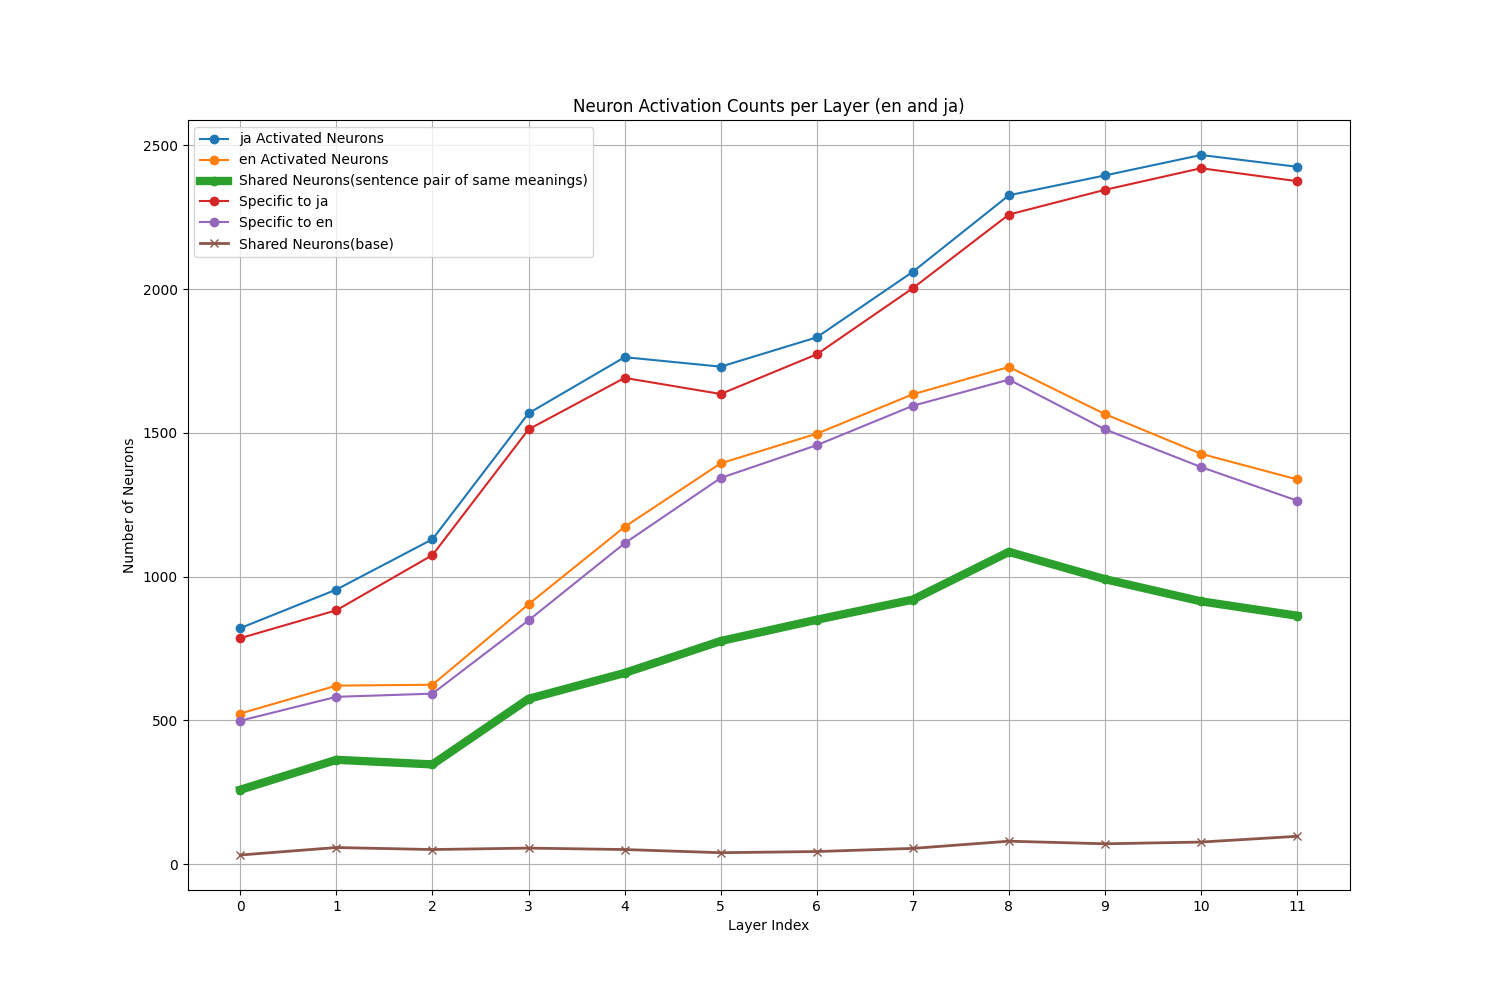 Neuron Activation Counts per Layer (en and ja)
ja Activated Neurons
en Activated Neurons
Shared Neurons(sentence pair of same meanings)
Specific to ja
Specific to en
Shared Neurons(base)
Number of Neurons
2500
2000
1500
1000
500
0
0 1 2 3 4 5 6 7 8 9 10 11
Layer Index